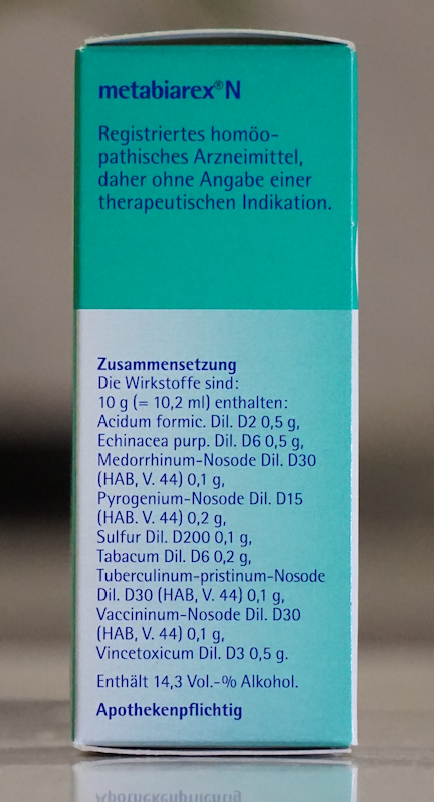 metabiarex® N
Registriertes homöo-
pathisches Arzneimittel,
daher ohne Angabe einer
therapeutischen Indikation.
Zusammensetzung
Die Wirkstoffe sind:
10 g (= 10,2 ml) enthalten:
Acidum formic. Dil. D2 0,5 g,
Echinacea purp. Dil. D6 0,5 g,
Medorrhinum-Nosode Dil. D30
(HAB, V. 44) 0,1 g,
Pyrogenium-Nosode Dil. D15
(HAB. V. 44) 0,2 g,
Sulfur Dil. D200 0,1 g,
Tabacum Dil. D6 0,2 g,
Tuberculinum-pristinum-Nosode
Dil. D30 (HAB, V. 44) 0,1 g,
Vaccininum-Nosode Dil. D30
(HAB, V. 44) 0,1 g,
Vincetoxicum Dil. D3 0,5 g.
Enthält 14,3 Vol.-% Alkohol.
Apothekenpflichtig